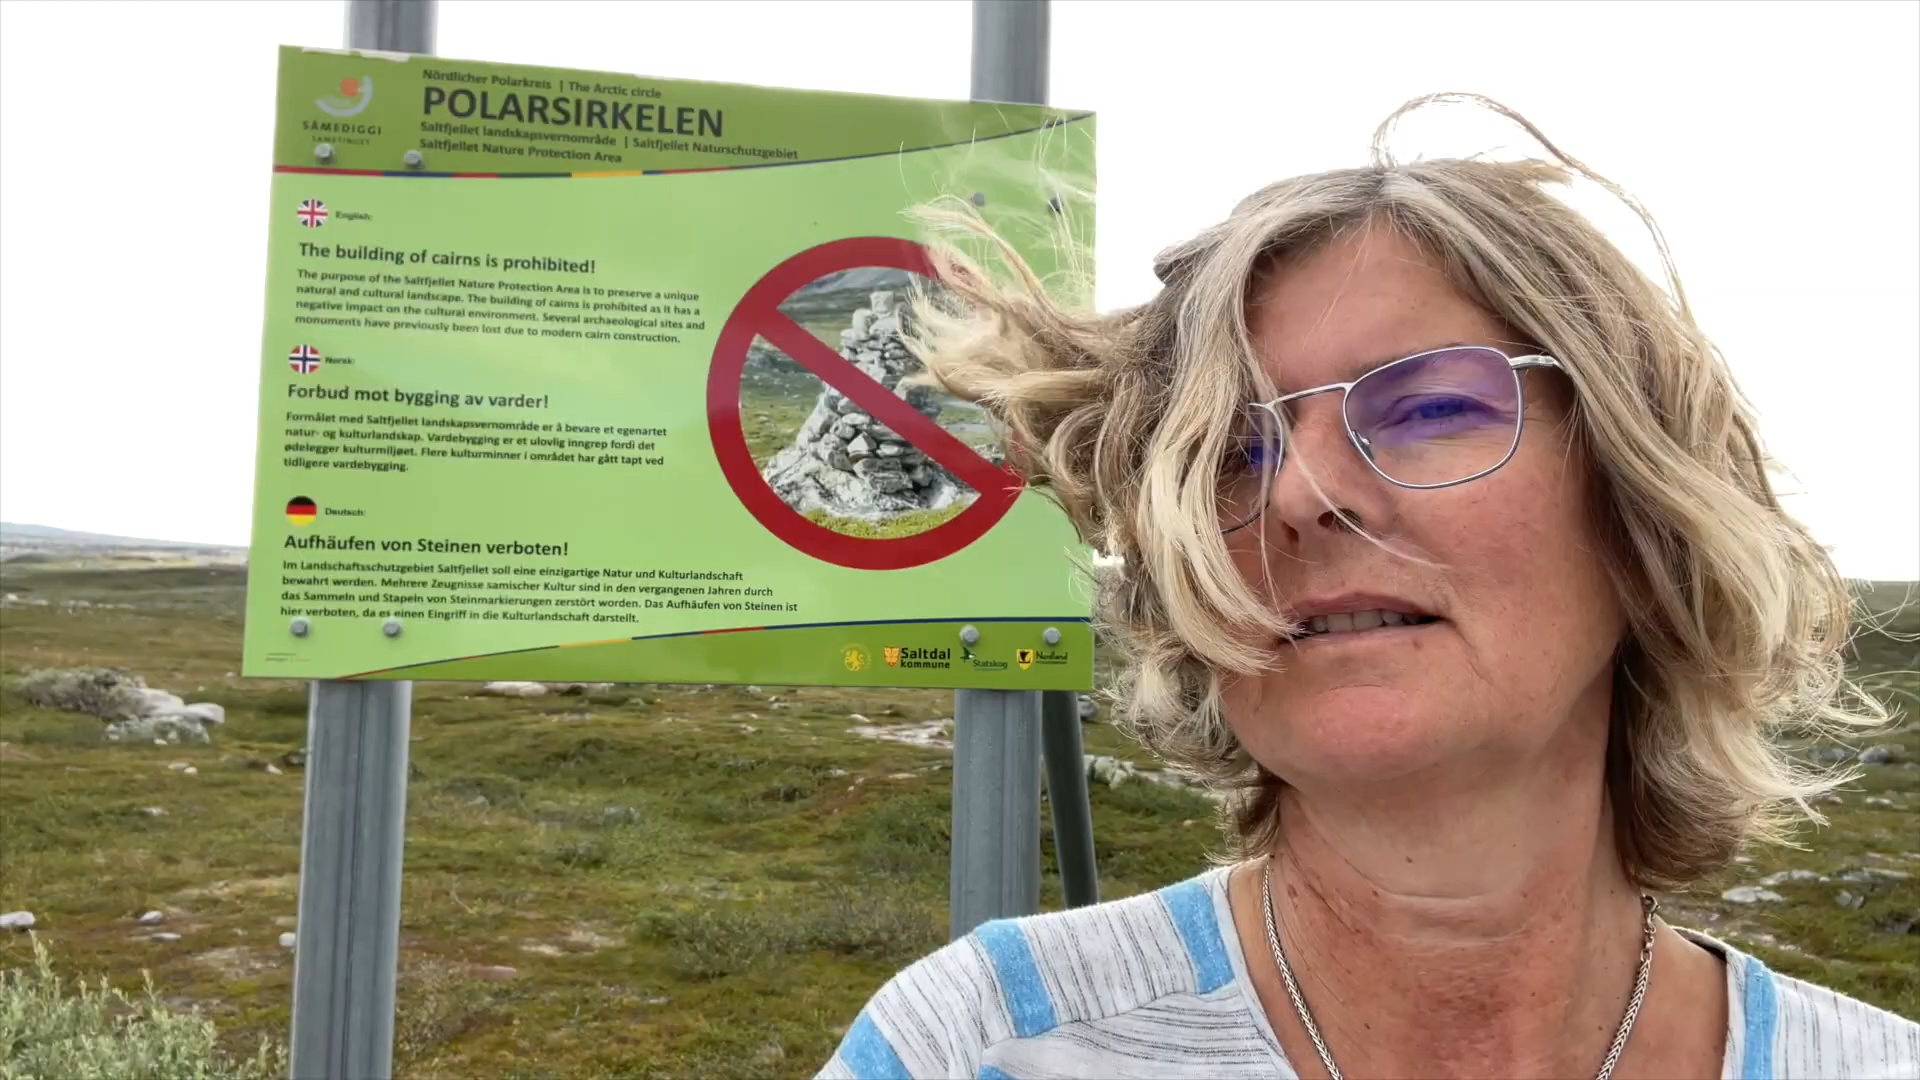 Nördlicher Polarkreis | The Arctic circle
POLARSIRKELEN
Saltfjellet landskapsvernområde | Saltfjellet Naturschutzgebiet
Saltfjellet Nature Protection Area
SÁMEDIGGI
SAMETINGET
English:
The building of cairns is prohibited!
The purpose of the Saltfjellet Nature Protection Area is to preserve a unique
natural and cultural landscape. The building of cairns is prohibited as it has a
negative impact on the cultural environment. Several archaeological sites and
monuments have previously been lost due to modern cairn construction.
Norsk:
Forbud mot bygging av varder!
Formålet med Saltfjellet landskapsvernområde er å bevare et egenartet
natur- og kulturlandskap. Vardebygging er et ulovlig inngrep fordi det
ødelegger kulturmiljøet. Flere kulturminner i området har gått tapt ved
tidligere vardebygging.
Deutsch:
Aufhäufen von Steinen verboten!
Im Landschaftsschutzgebiet Saltfjellet soll eine einzigartige Natur und Kulturlandschaft
bewahrt werden. Mehrere Zeugnisse samischer Kultur sind in den vergangenen Jahren durch
das Sammeln und Stapeln von Steinmarkierungen zerstört worden. Das Aufhäufen von Steinen ist
hier verboten, da es einen Eingriff in die Kulturlandschaft darstellt.
Saltdal
kommune
Statskog
Nordland